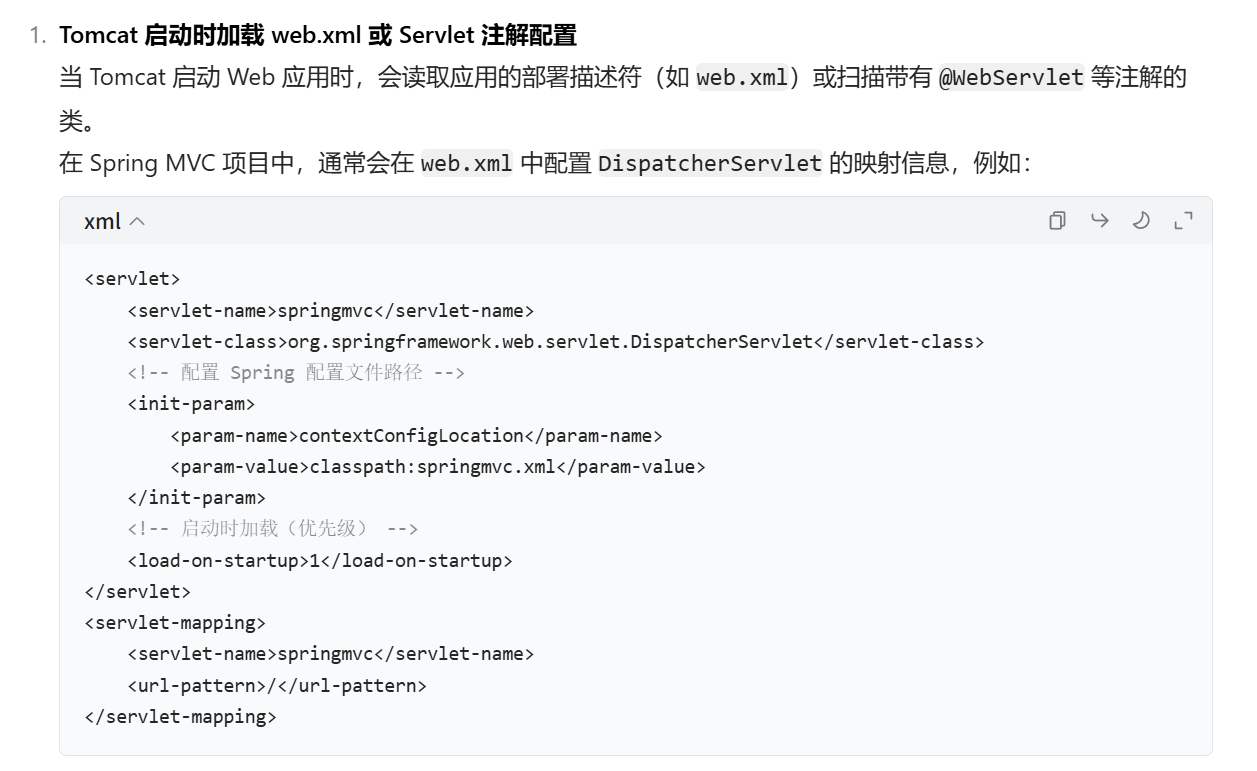 1. Tomcat 启动时加载 web.xml 或 Servlet 注解配置
当 Tomcat 启动 Web 应用时，会读取应用的部署描述符（如 web.xml）或扫描带有 @WebServlet 等注解的
类。
在 Spring MVC 项目中，通常会在 web.xml 中配置 DispatcherServlet 的映射信息，例如：
xml
<servlet>
    <servlet-name>springmvc</servlet-name>
    <servlet-class>org.springframework.web.servlet.DispatcherServlet</servlet-class>
    <!-- 配置 Spring 配置文件路径 -->
    <init-param>
        <param-name>contextConfigLocation</param-name>
        <param-value>classpath:springmvc.xml</param-value>
    </init-param>
    <!-- 启动时加载（优先级） -->
    <load-on-startup>1</load-on-startup>
</servlet>
<servlet-mapping>
    <servlet-name>springmvc</servlet-name>
    <url-pattern>/</url-pattern>
</servlet-mapping>